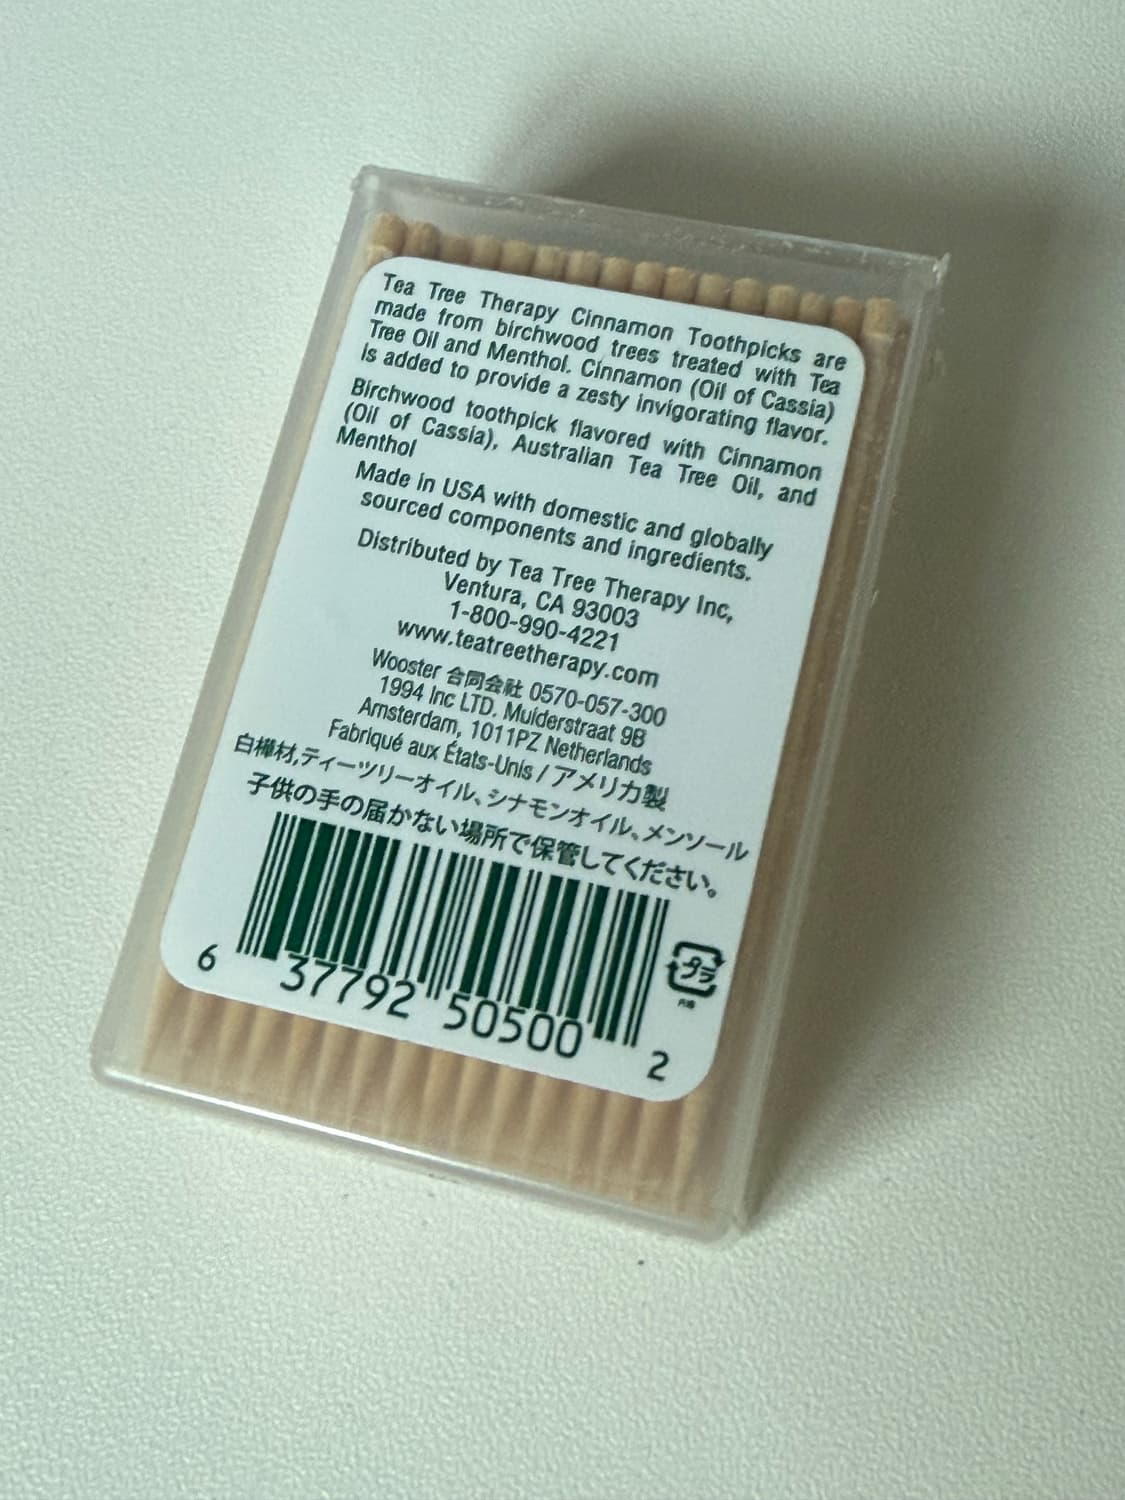 Tea Tree Therapy Cinnamon Toothpicks are
made from birchwood trees treated with Tea
Tree Oil and Menthol. Cinnamon (Oil of Cassia)
is added to provide a zesty invigorating flavor.
Birchwood toothpick flavored with Cinnamon
(Oil of Cassia), Australian Tea Tree Oil, and
Menthol
Made in USA with domestic and globally
sourced components and ingredients.
Distributed by Tea Tree Therapy Inc,
Ventura, CA 93003
1-800-990-4221
www.teatreetherapy.com
Wooster 合同会社 0570-057-300
1994 Inc LTD. Muiderstraat 9B
Amsterdam, 1011PZ Netherlands
Fabriqué aux États-Unis / アメリカ製
白樺材,ティーツリーオイル、シナモンオイル、メンソール
子供の手の届かない場所で保管してください。
プラ
6 37792 50500 2